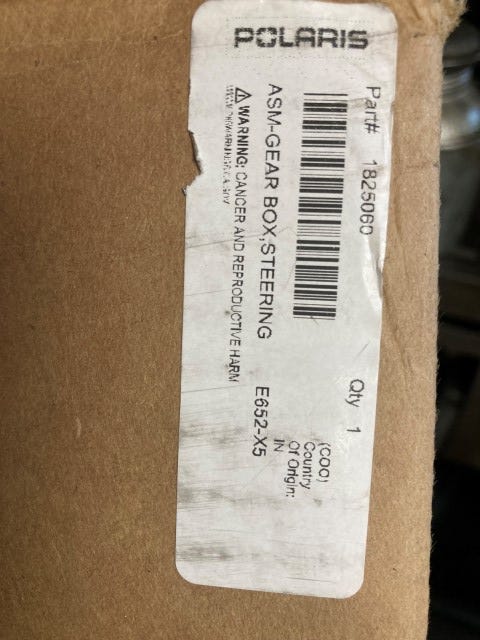 POLARIS
Part# 1825060
Qty 1
ASM-GEAR BOX,STEERING
E652-X5
(COO)
Country
Of Origin:
IN
⚠ WARNING: CANCER AND REPRODUCTIVE HARM